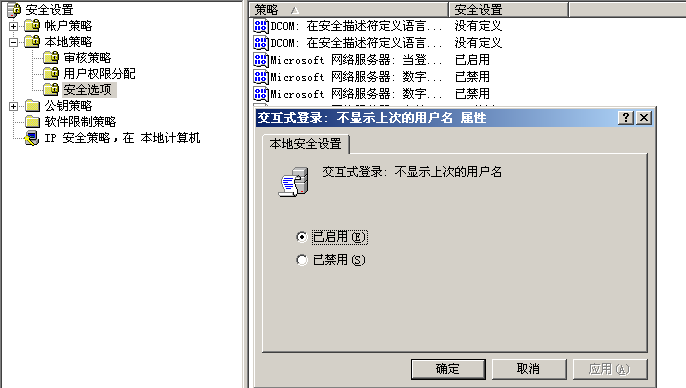 安全设置
帐户策略
本地策略
审核策略
用户权限分配
安全选项
公钥策略
软件限制策略
IP 安全策略，在 本地计算机
策略 安全设置
DCOM: 在安全描述符定义语言... 没有定义
DCOM: 在安全描述符定义语言... 没有定义
Microsoft 网络服务器: 当登... 已启用
Microsoft 网络服务器: 数字... 已禁用
Microsoft 网络服务器: 数字... 已禁用
交互式登录: 不显示上次的用户名 属性
本地安全设置
交互式登录: 不显示上次的用户名
已启用(E)
已禁用(S)
确定 取消 应用(A)